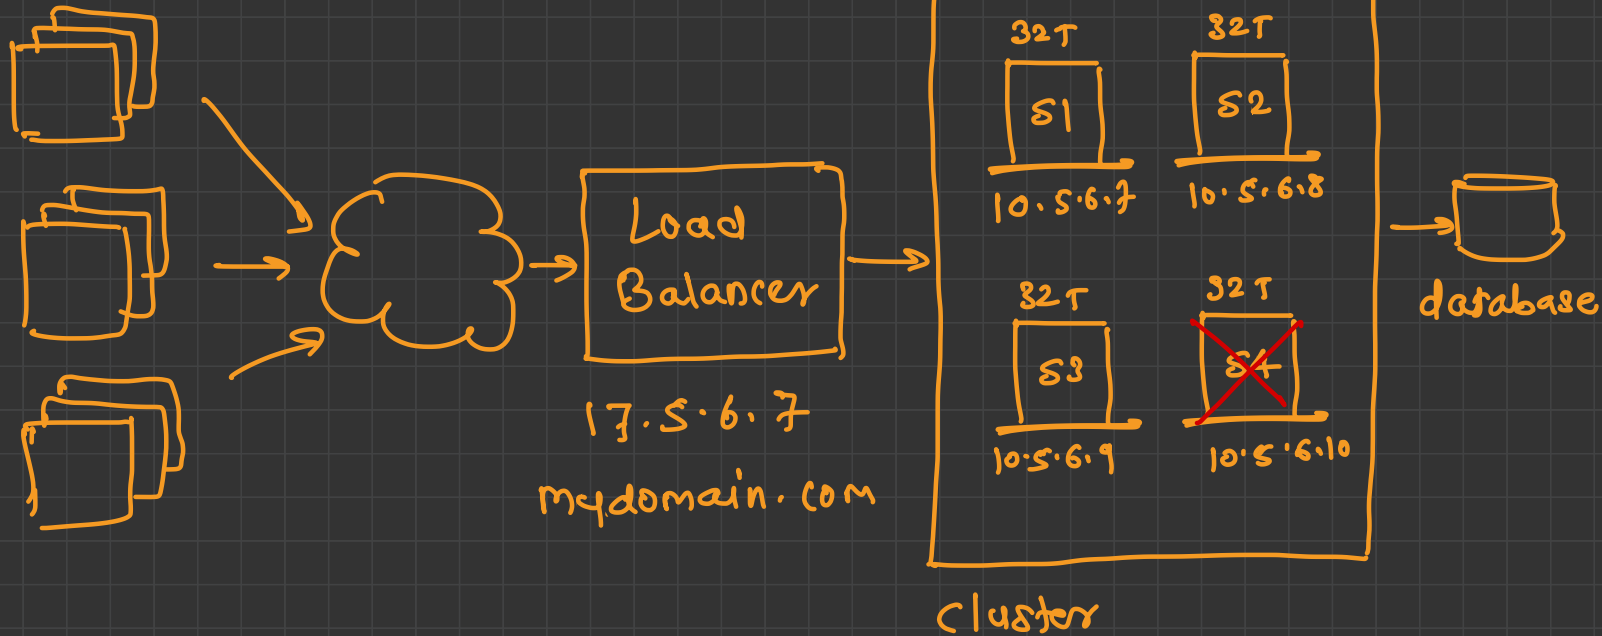 32T
32T
S1
S2
10.5.6.7
10.5.6.8
Load
Balancer
17.5.6.7
mydomain.com
32T
32T
S3
S4
10.5.6.9
10.5.6.10
Cluster
database